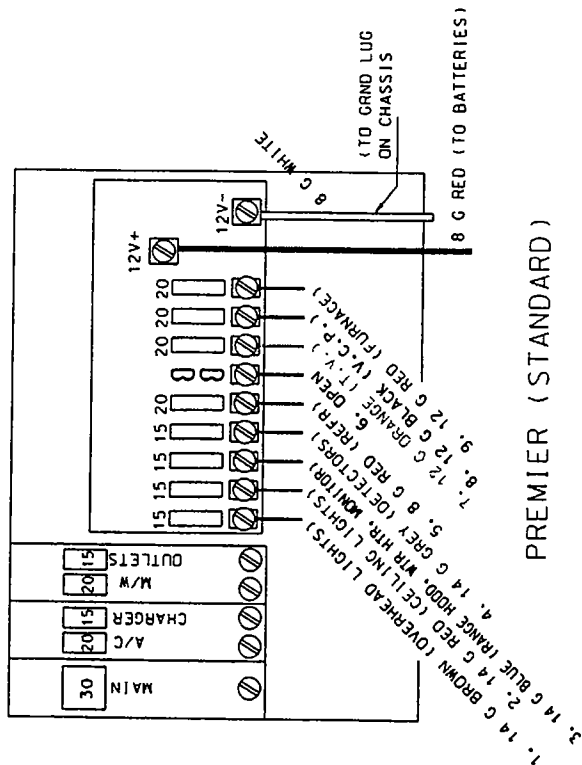 MAIN
30
A/C
20
CHARGER
15
M/W
20
OUTLETS
15
15 15 15 15 20 20 20 20
12V+
12V-
8 G WHITE
(TO GRND LUG
ON CHASSIS
8 G RED (TO BATTERIES)
1. 14 G BROWN (OVERHEAD LIGHTS)
2. 14 G RED (CEILING LIGHTS)
3. 14 G BLUE (RANGE HOOD, WTR HTR, MONITOR)
4. 14 G GREY (DETECTORS)
5. 8 G RED (REFR)
6. OPEN
7. 12 G ORANGE (T.V.)
8. 12 G BLACK (V.C.P.)
9. 12 G RED (FURNACE)
PREMIER (STANDARD)